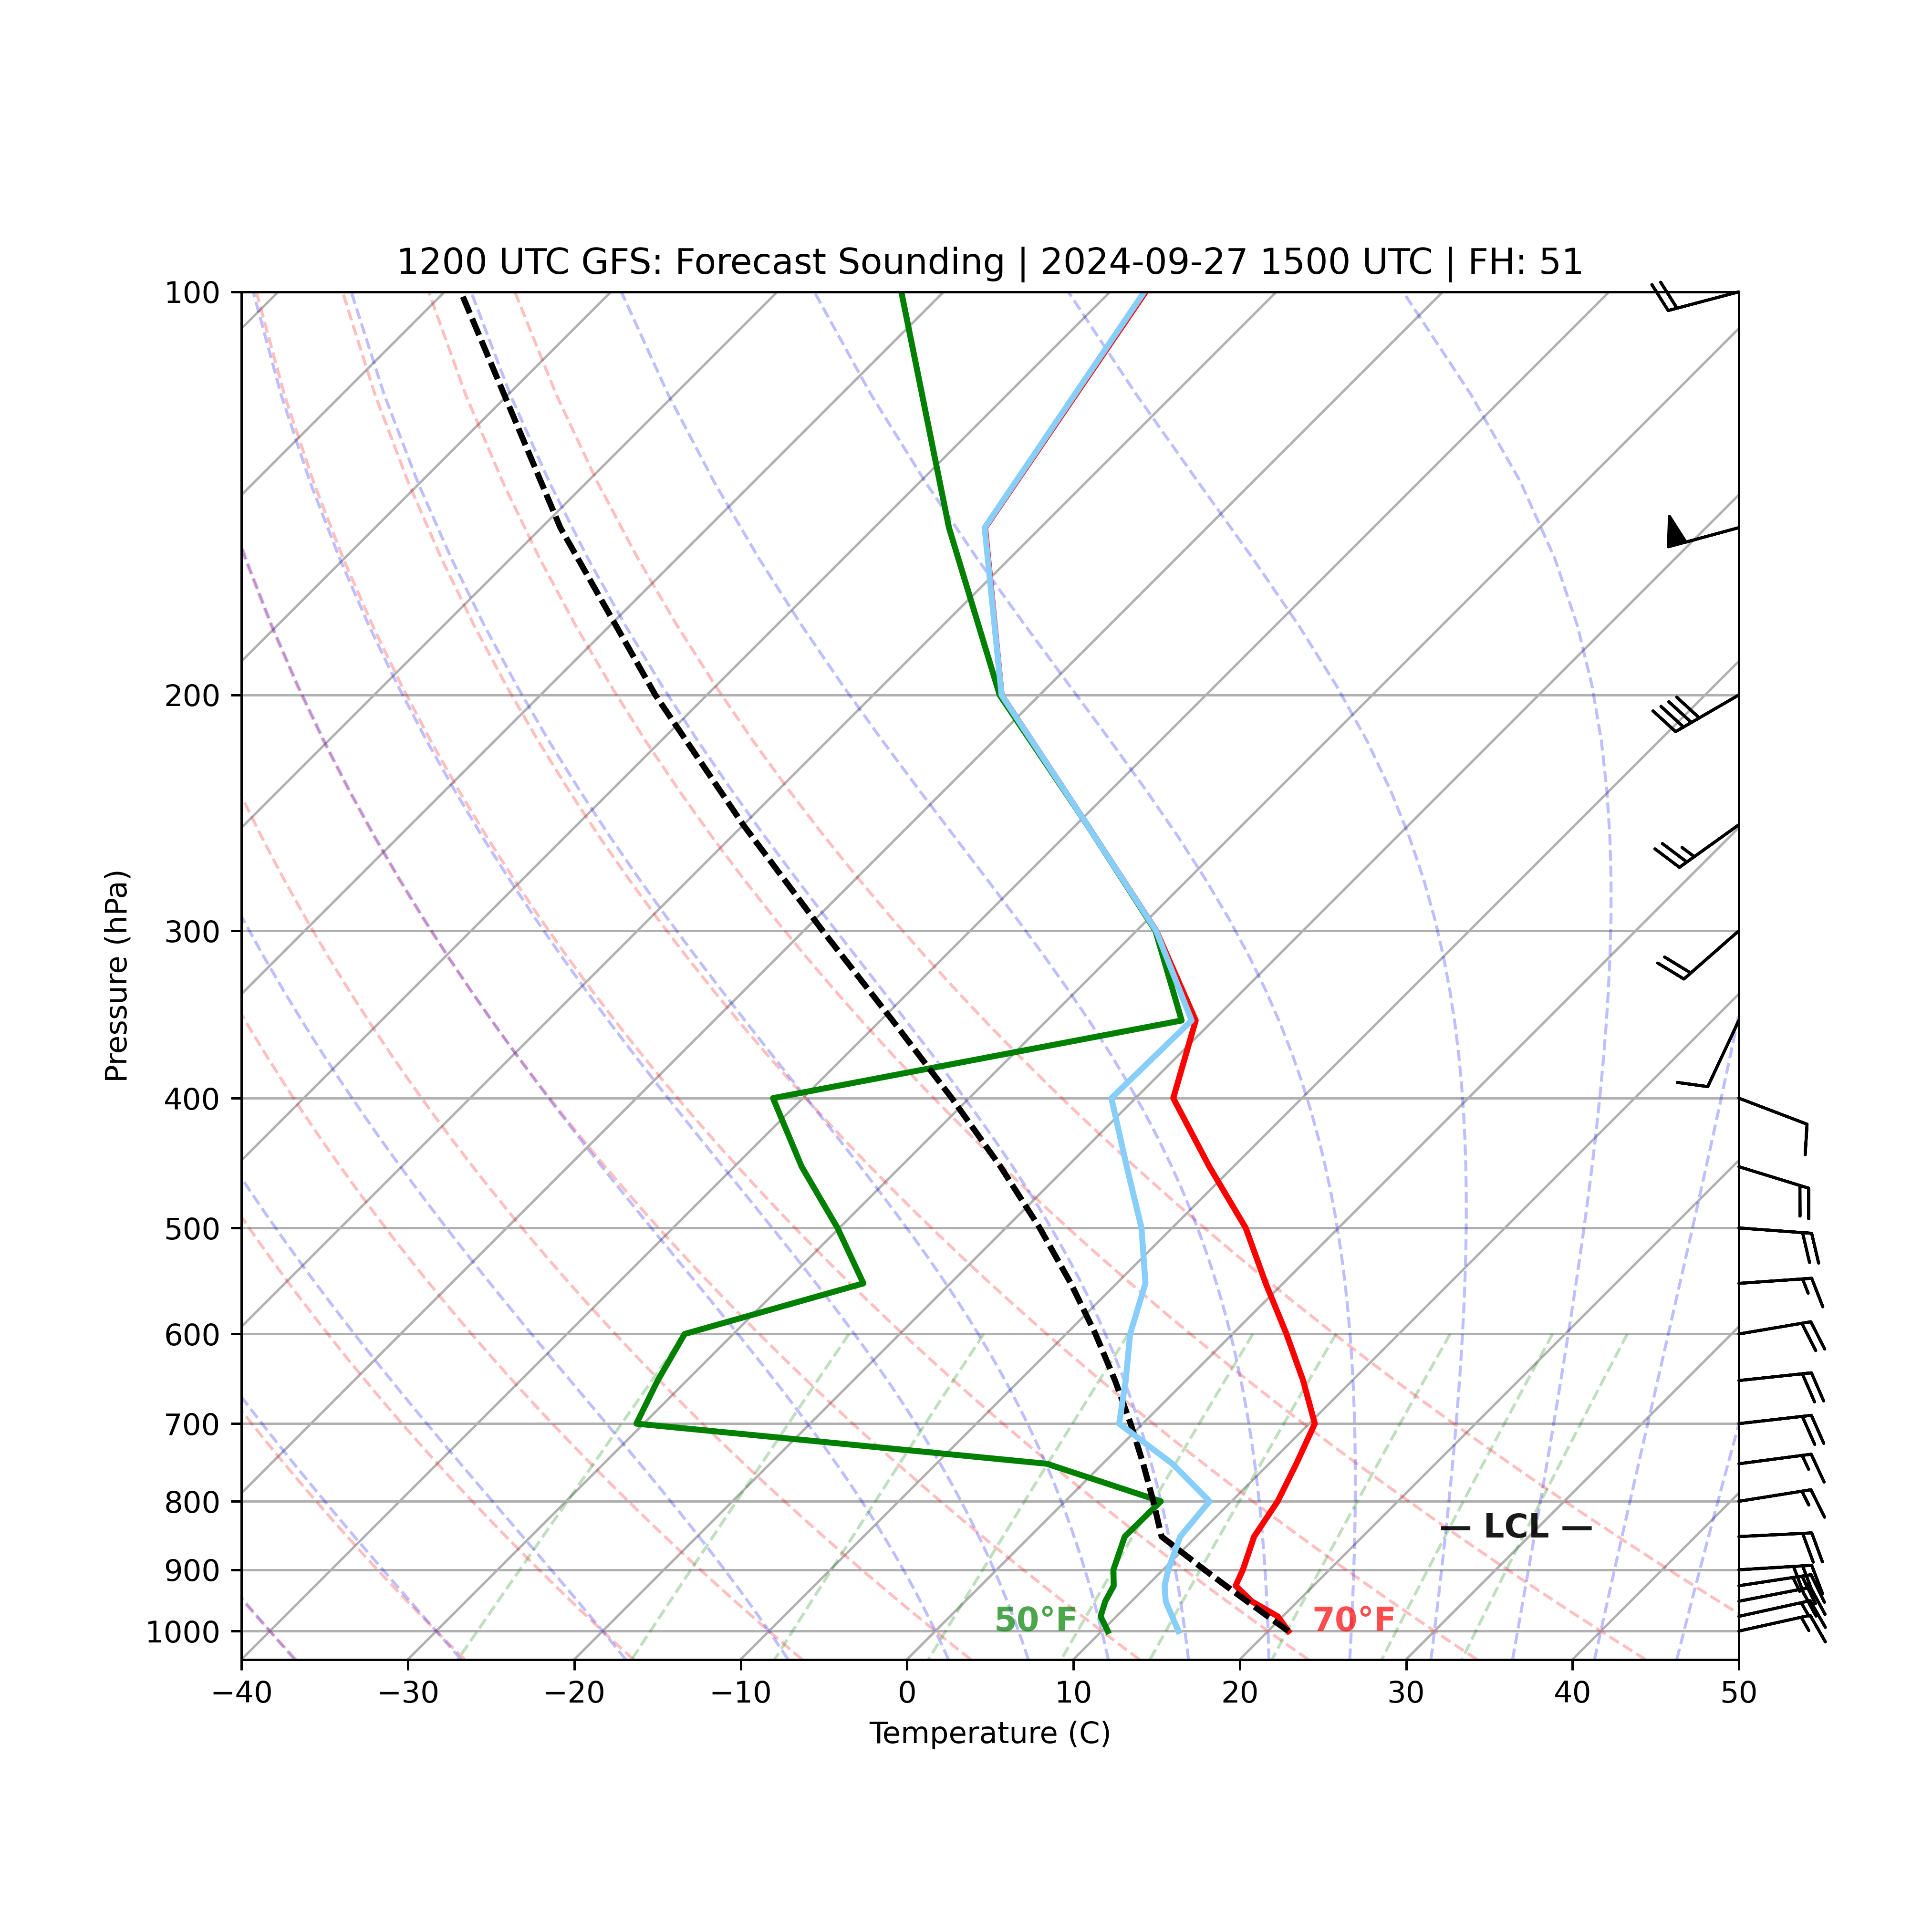 1200 UTC GFS: Forecast Sounding | 2024-09-27 1500 UTC | FH: 51
100
200
300
400
500
600
700
800
900
1000
Pressure (hPa)
— LCL —
50°F
70°F
−40 −30 −20 −10 0 10 20 30 40 50
Temperature (C)